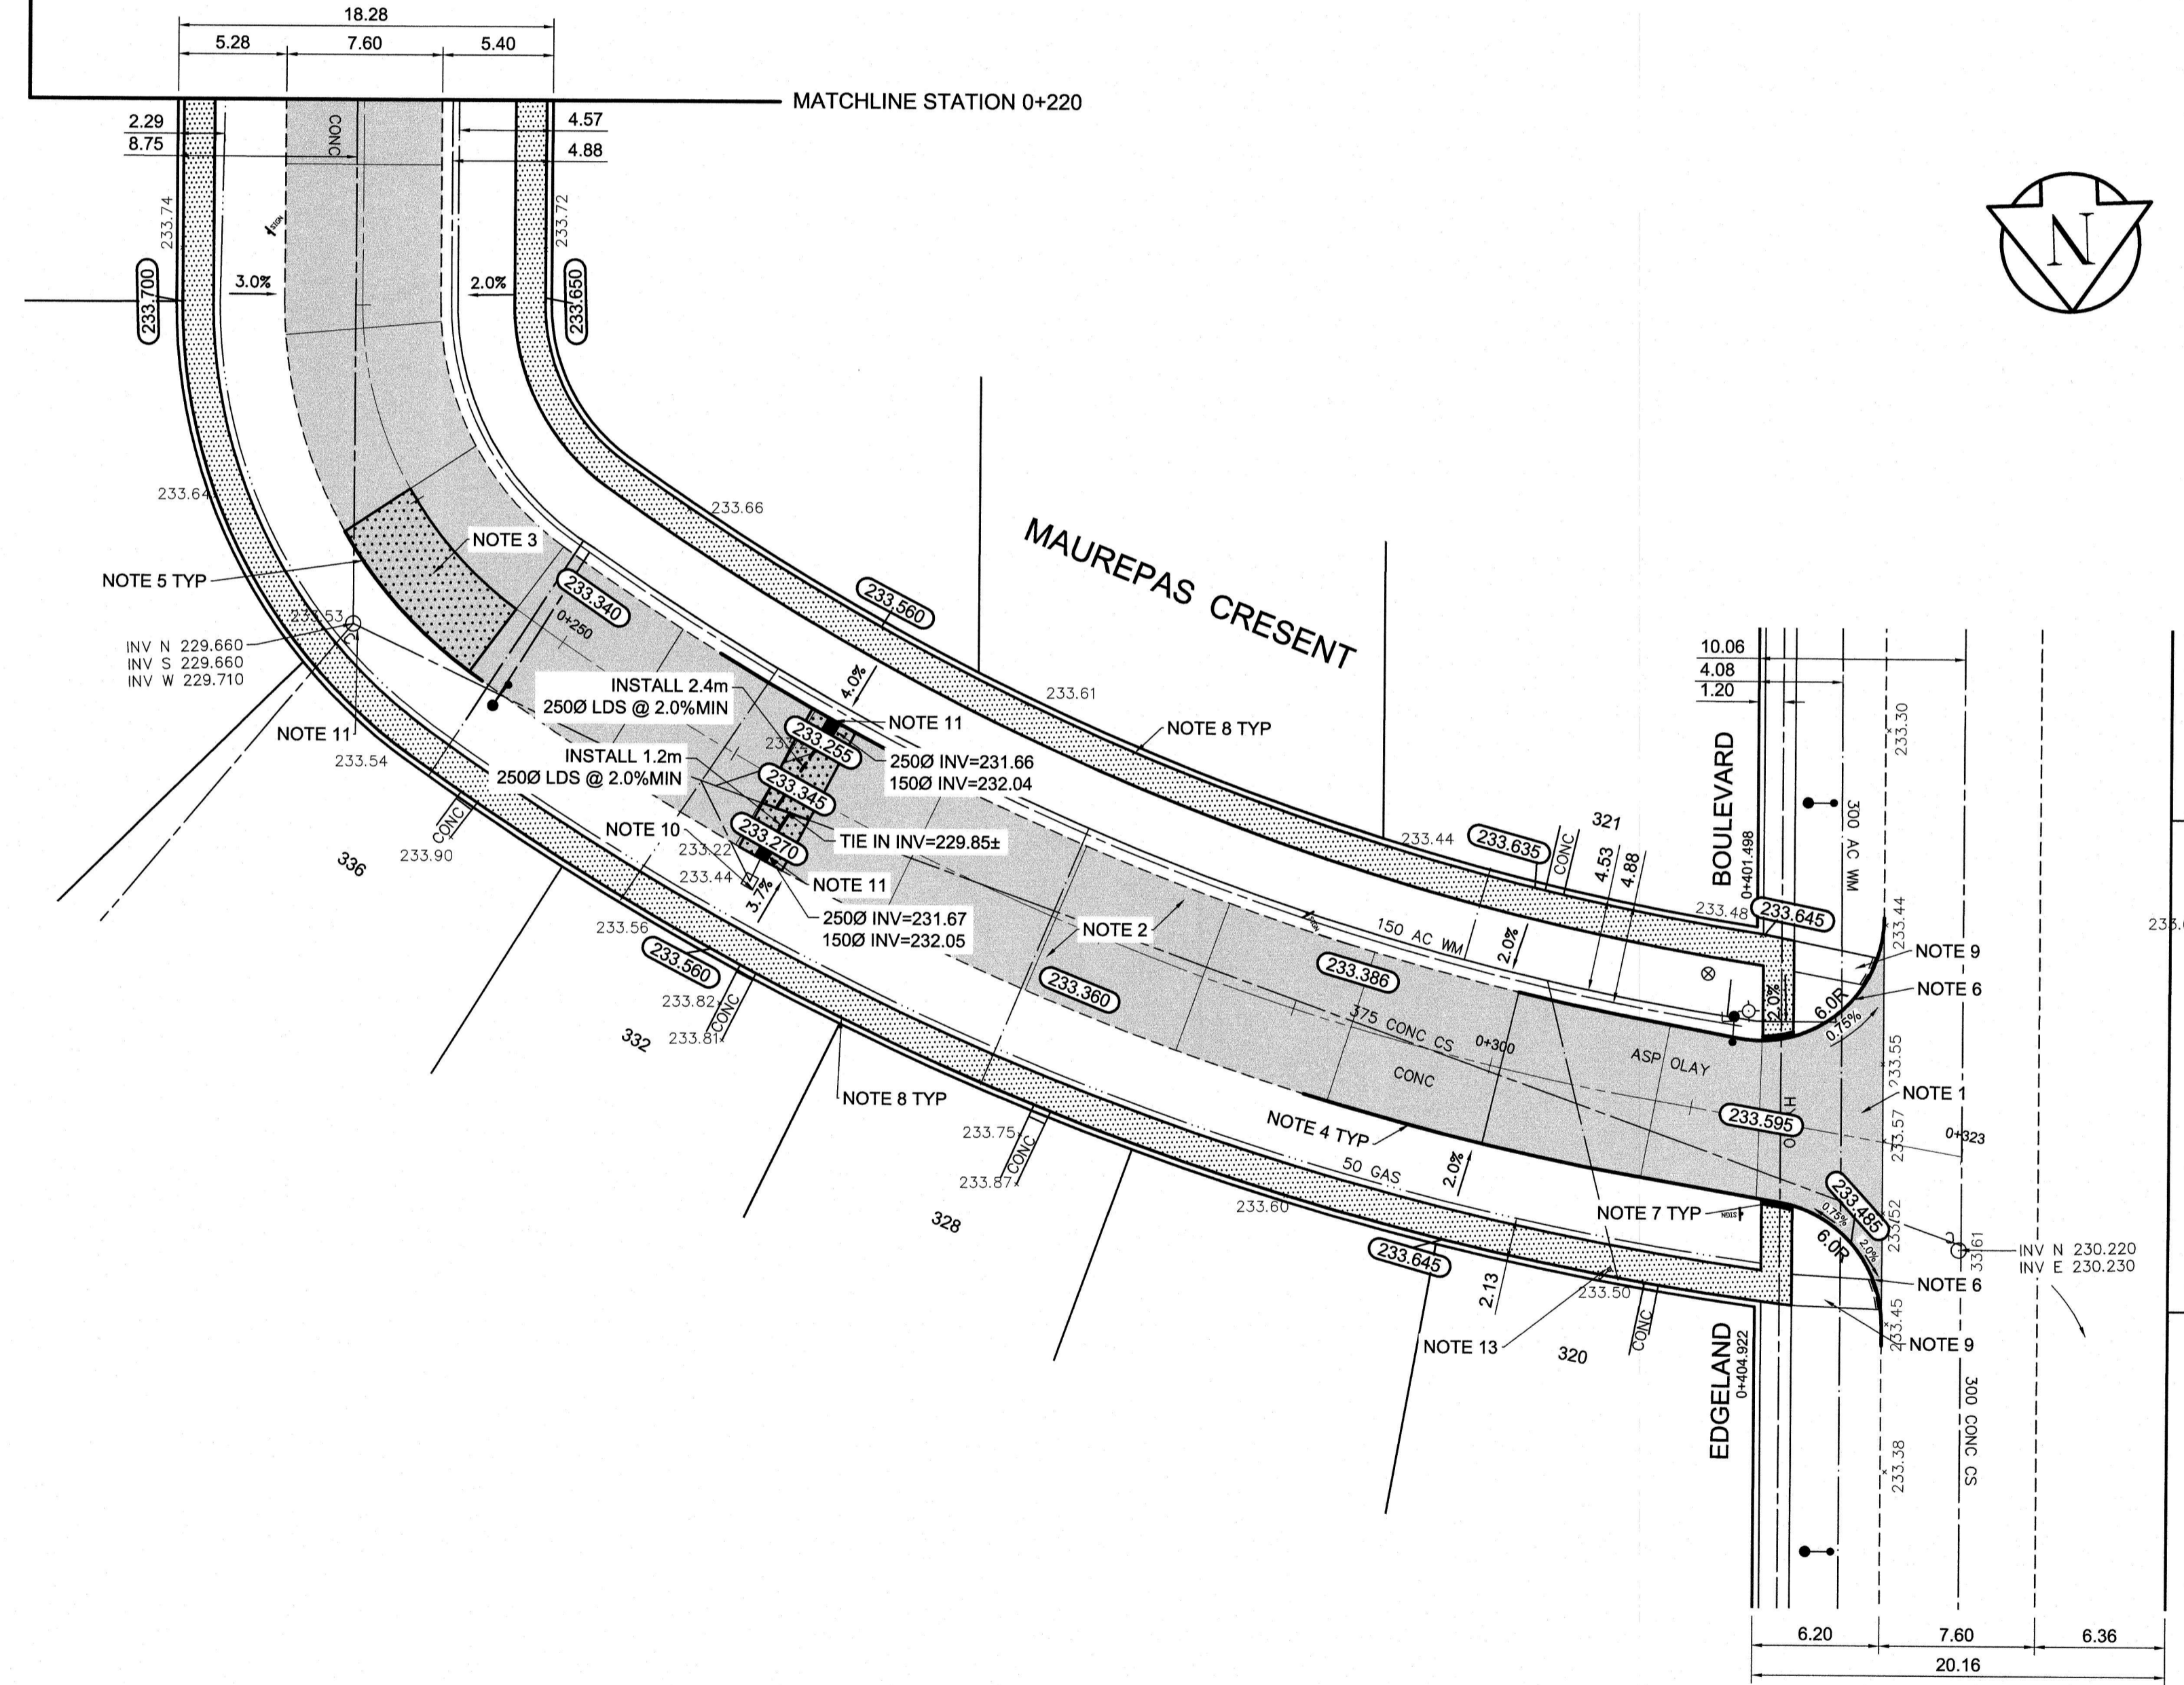 18.28
5.28 7.60 5.40
MATCHLINE STATION 0+220
2.29
8.75
CONC
4.57
4.88
233.74
233.72
SIGN
3.0%
2.0%
233.700
233.650
N
233.64
233.66
NOTE 3
MAUREPAS CRESENT
NOTE 5 TYP
233.340
0+250
233.560
233.53
INV N 229.660
INV S 229.660
INV W 229.710
10.06
4.08
1.20
INSTALL 2.4m
250Ø LDS @ 2.0%MIN
4.0%
233.61
NOTE 11
NOTE 11
NOTE 8 TYP
233.30
233.54
233.255
INSTALL 1.2m
250Ø LDS @ 2.0%MIN
250Ø INV=231.66
150Ø INV=232.04
233.345
BOULEVARD
0+401.498
300 AC WM
NOTE 10
233.270
TIE IN INV=229.85±
CONC
233.90
336
233.22
233.44
3.7%
NOTE 11
233.44
233.635
CONC
321
4.53
4.88
233.48
233.645
233.44
250Ø INV=231.67
150Ø INV=232.05
233.56
233.560
NOTE 2
150 AC WM
SIGN
2.0%
NOTE 9
NOTE 6
233.386
233.360
2.0%
6.0R
0.75%
233.82
CONC
233.81
332
375 CONC CS
0+300
ASP OLAY
CONC
233.55
NOTE 1
NOTE 8 TYP
233.595
233.57
0+323
NOTE 4 TYP
233.75
CONC
233.87
50 GAS
2.0%
328
233.60
NOTE 7 TYP
SIGN
233.485
0.75%
6.0R
2.0%
233.52
233.645
2.13
INV N 230.220
INV E 230.230
NOTE 6
233.50
CONC
NOTE 13
320
233.45
NOTE 9
EDGELAND
0+404.922
300 CONC CS
233.38
6.20 7.60 6.36
20.16